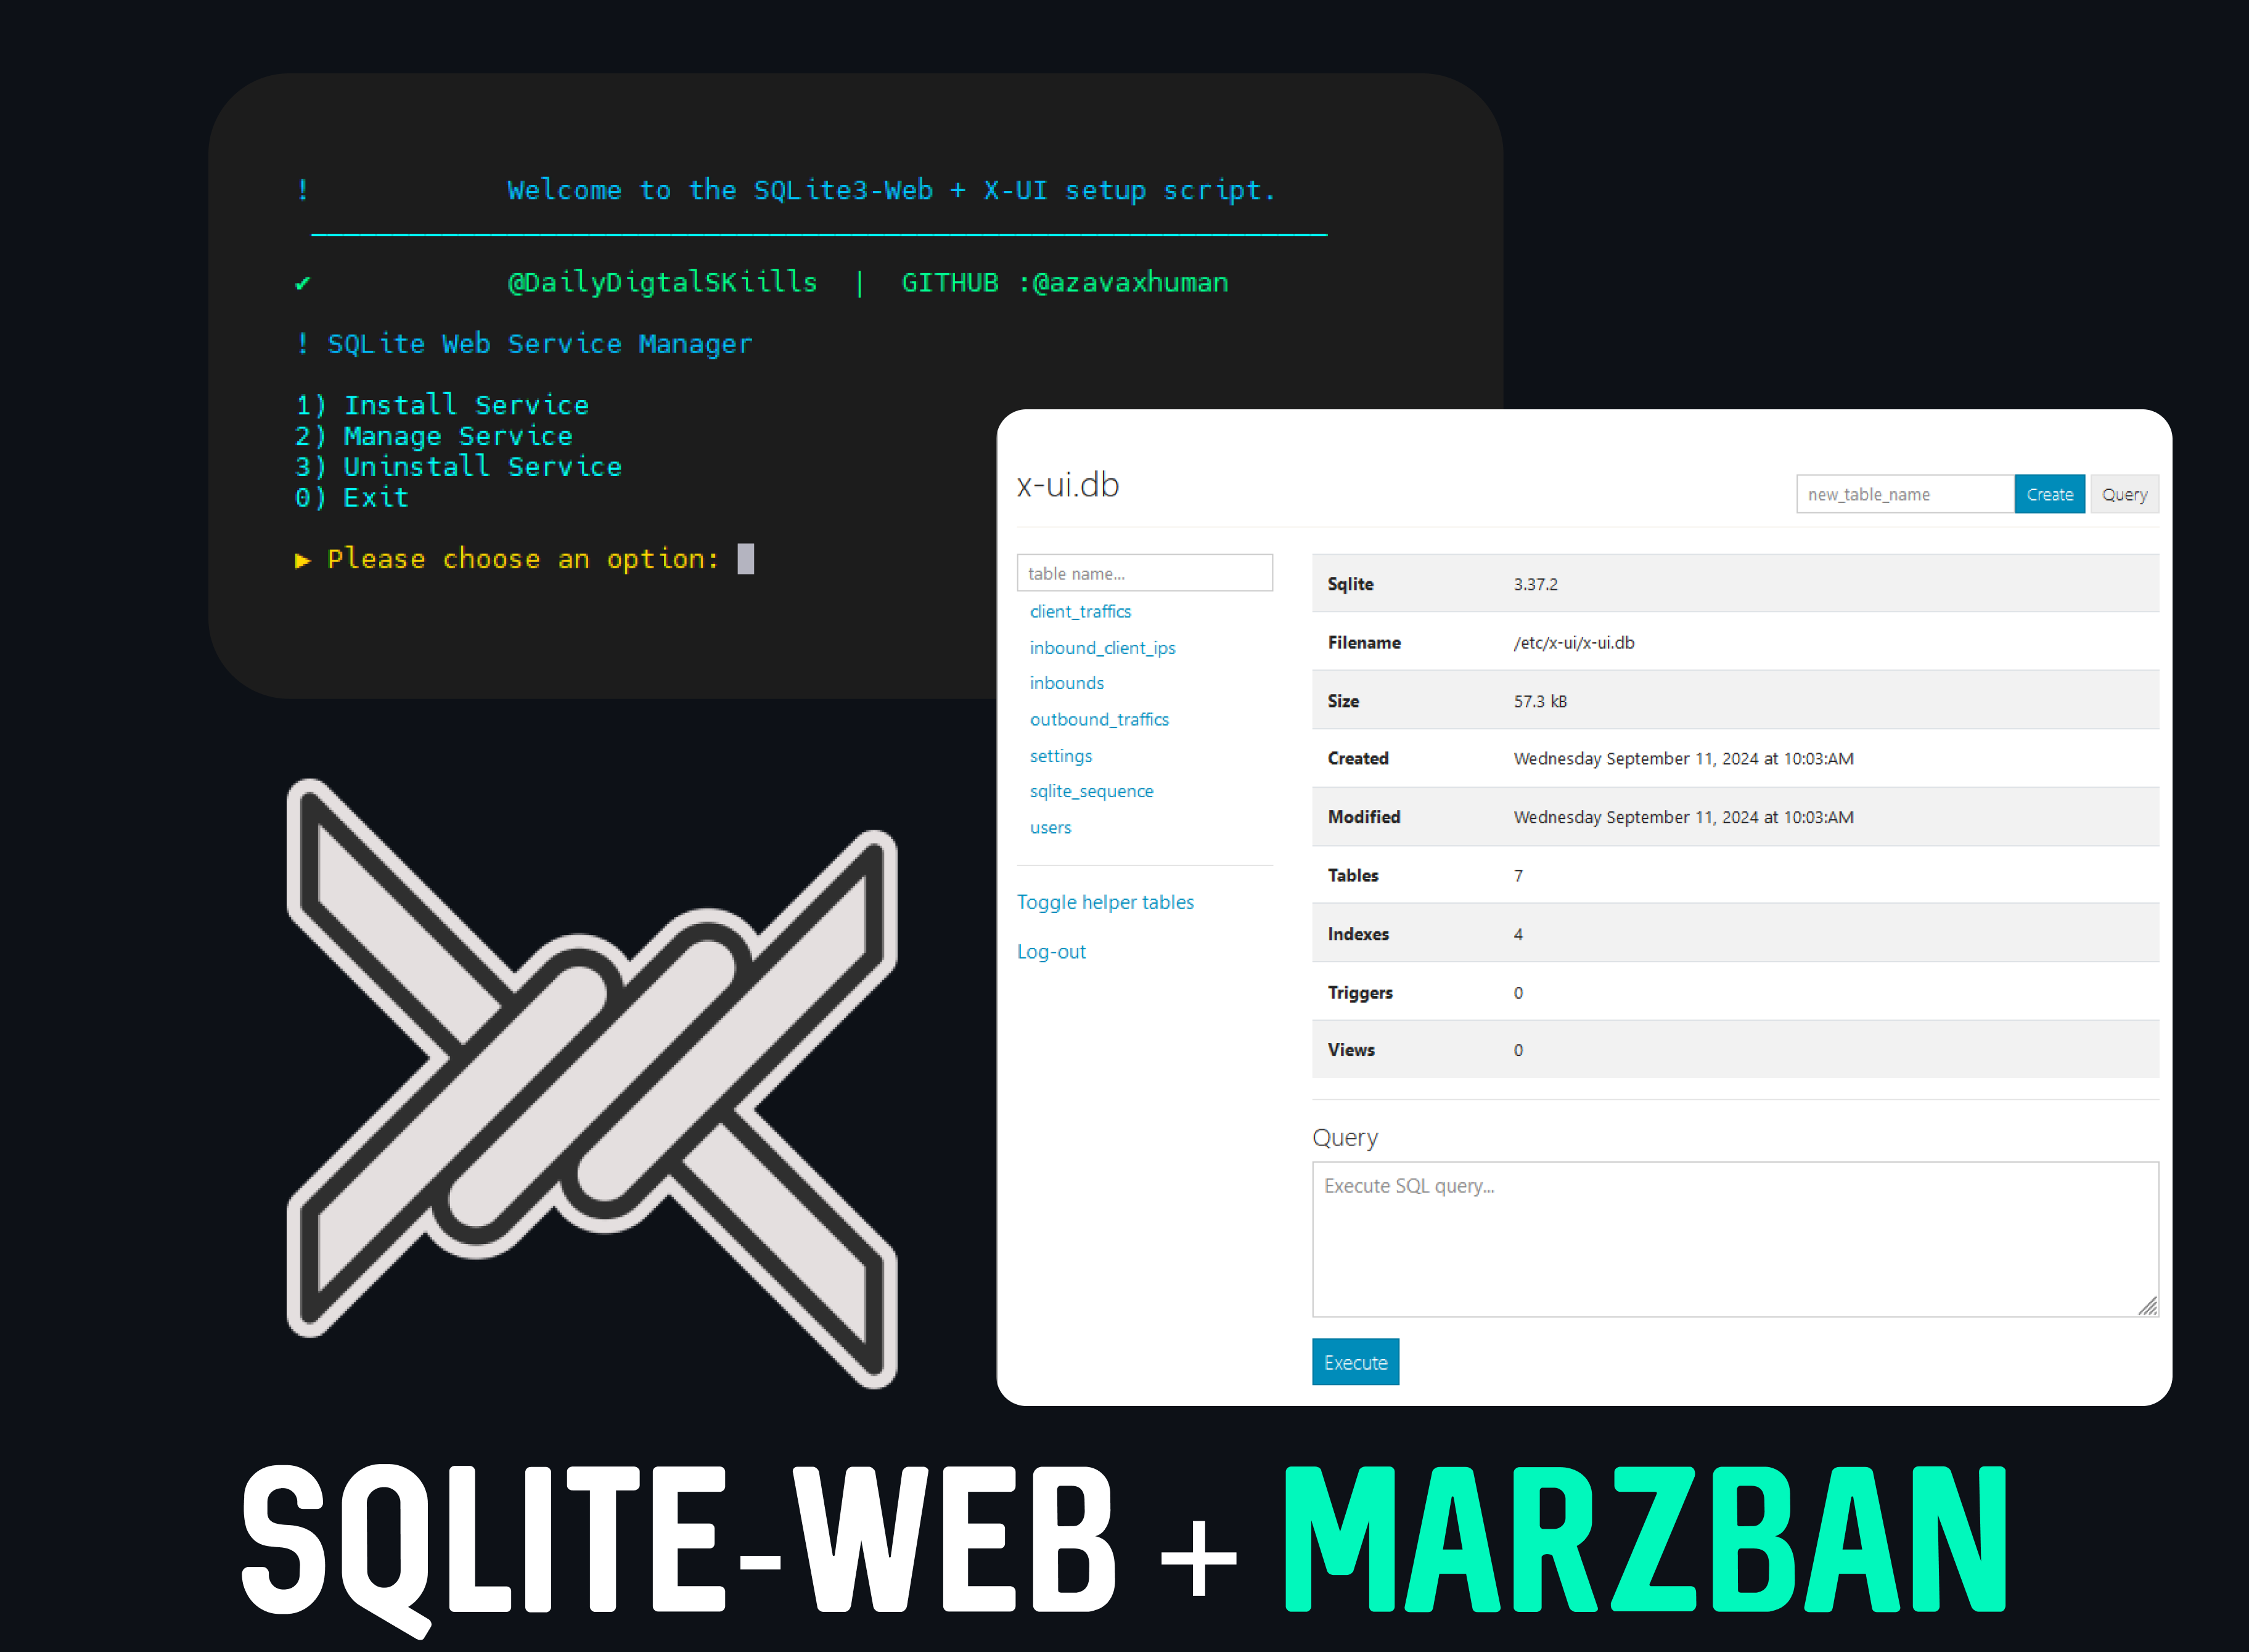 ! Welcome to the SQLite3-Web + X-UI setup script.
✔ @DailyDigtalSKiills | GITHUB :@azavaxhuman
! SQLite Web Service Manager
1) Install Service
2) Manage Service
3) Uninstall Service
0) Exit
▶ Please choose an option:
x-ui.db
new_table_name Create Query
table name...
client_traffics
inbound_client_ips
inbounds
outbound_traffics
settings
sqlite_sequence
users
Toggle helper tables
Log-out
Sqlite 3.37.2
Filename /etc/x-ui/x-ui.db
Size 57.3 kB
Created Wednesday September 11, 2024 at 10:03:AM
Modified Wednesday September 11, 2024 at 10:03:AM
Tables 7
Indexes 4
Triggers 0
Views 0
Query
Execute SQL query...
Execute
SQLITE-WEB + MARZBAN